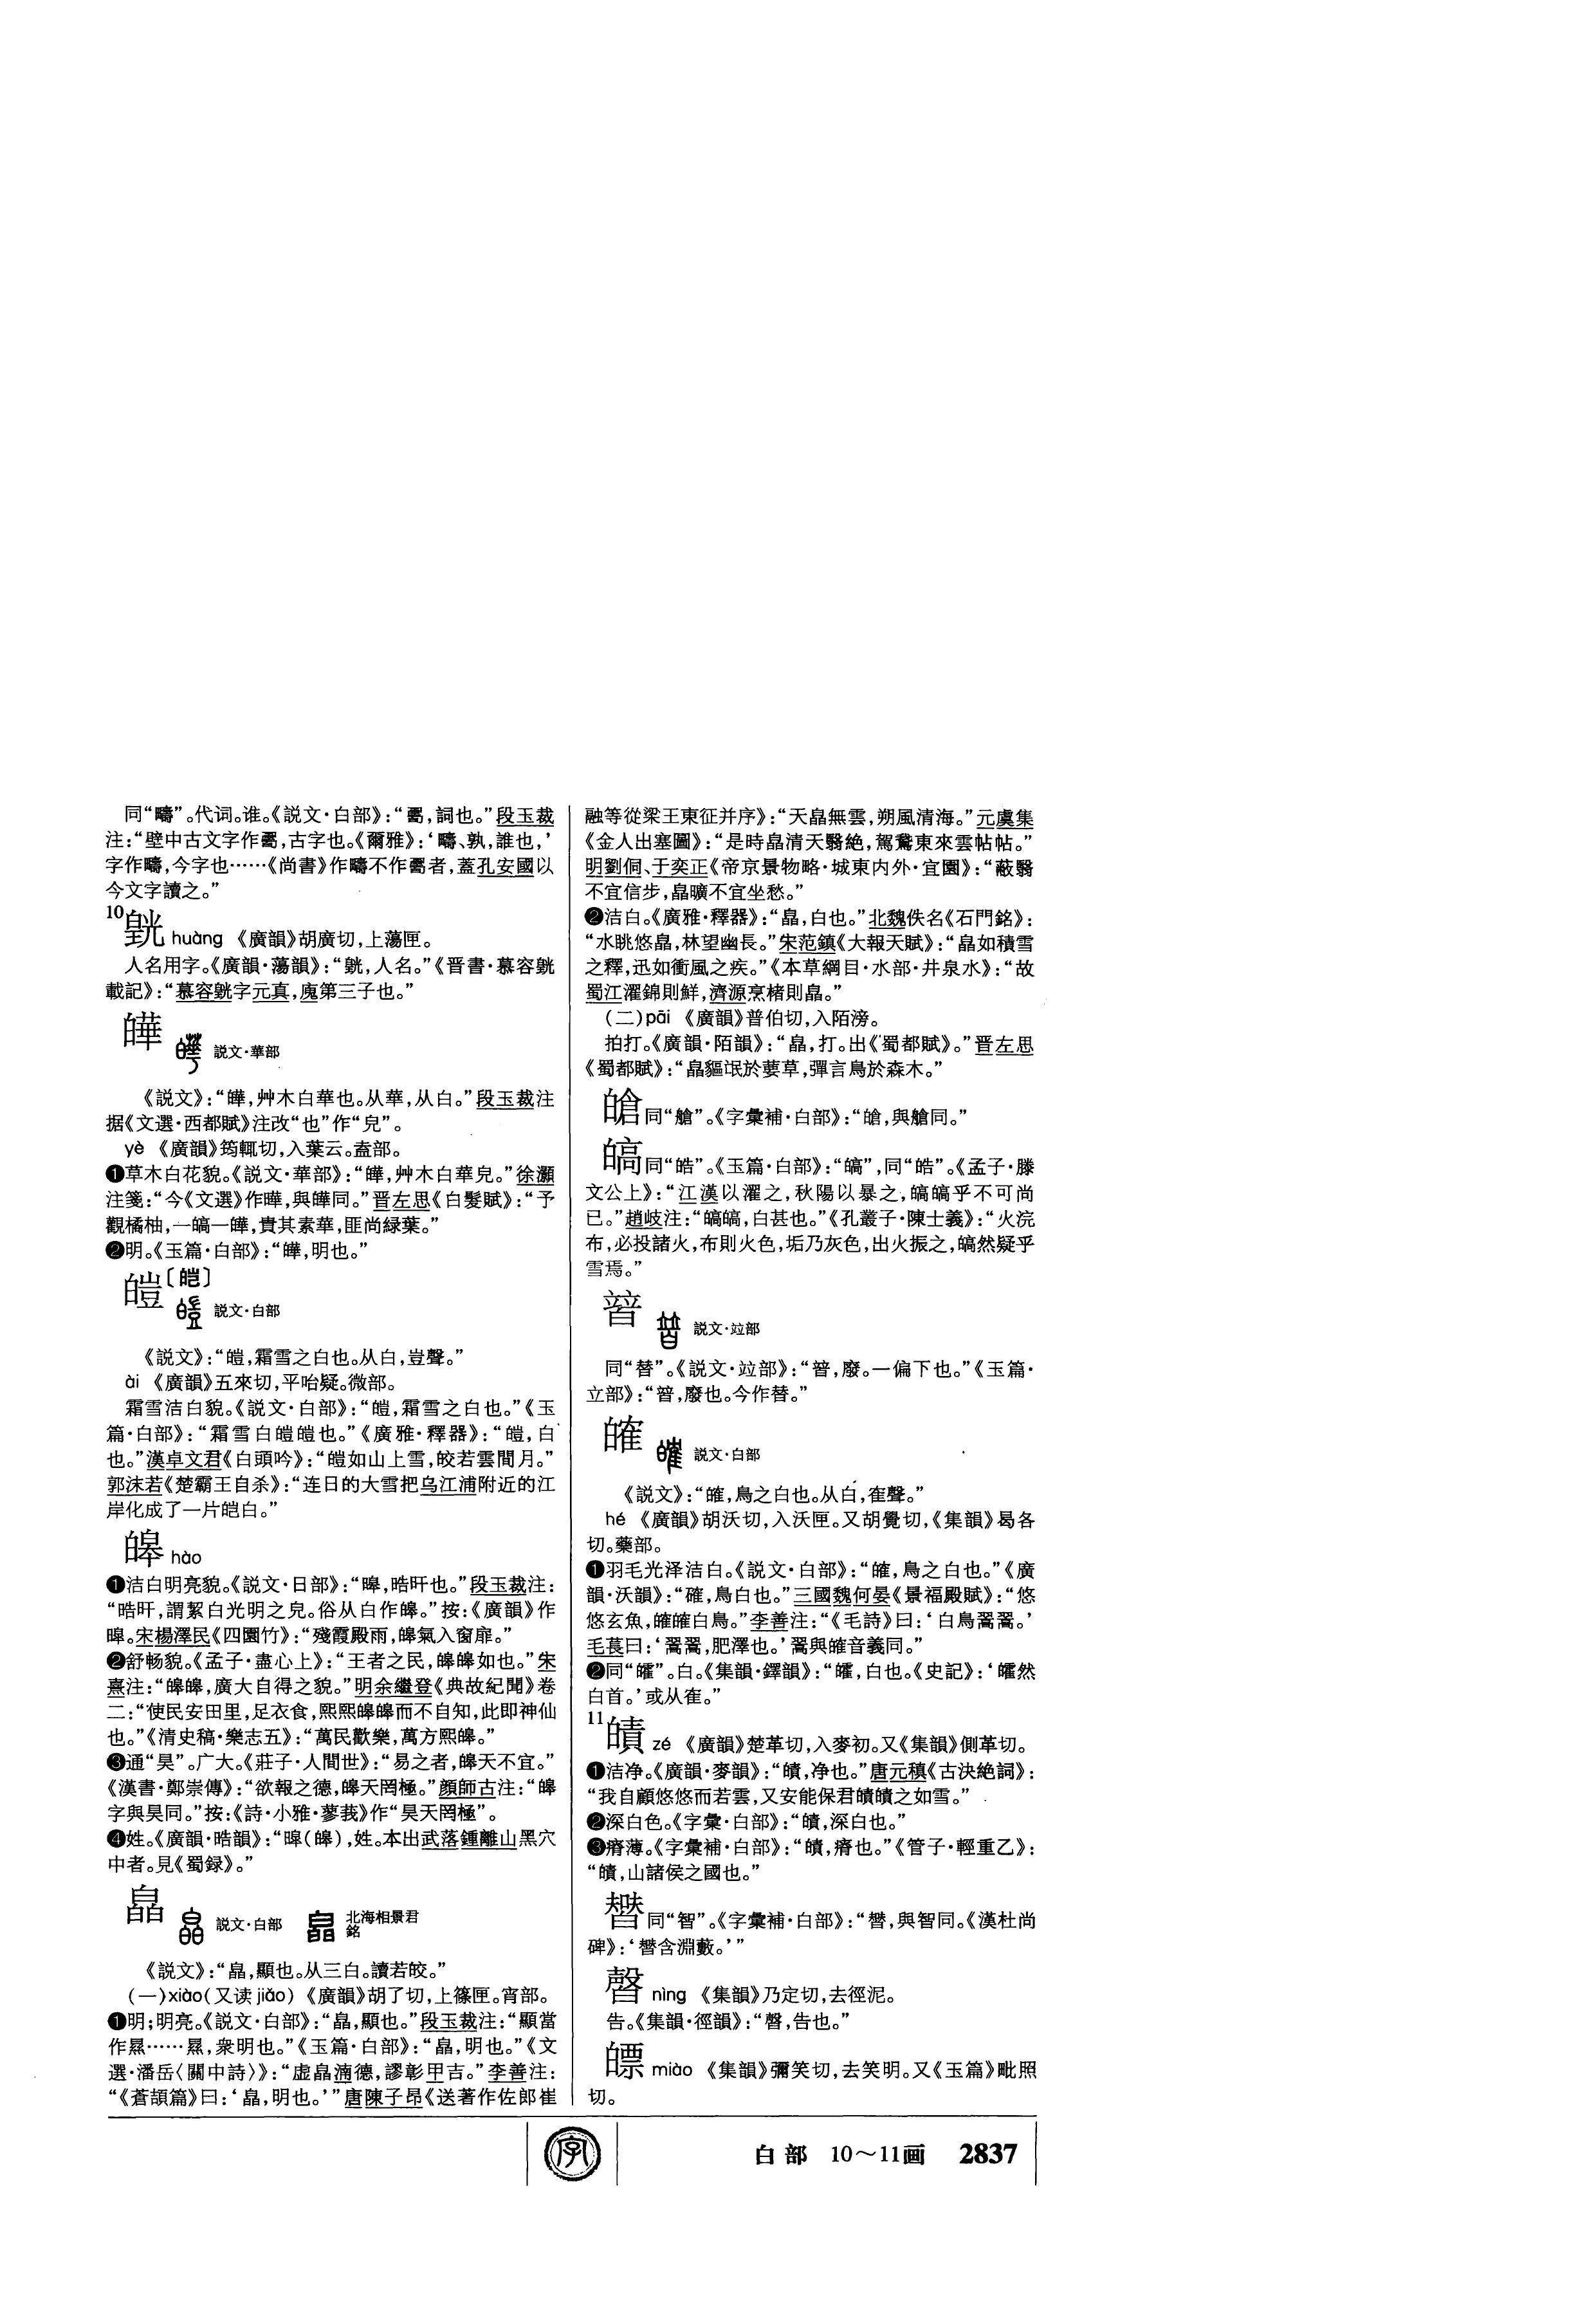 同“疇”。代词。谁。《説文·白部》：“𤾊，詞也。”段玉裁
注：“壁中古文字作𤾊，古字也。《爾雅》：‘疇、孰，誰也，’
字作疇，今字也……《尚書》作疇不作𤾊者，蓋孔安國以
今文字讀之。”
10皝 huàng 《廣韻》胡廣切，上蕩匣。
人名用字。《廣韻·蕩韻》：“皝，人名。”《晋書·慕容皝
載記》：“慕容皝字元真，廆第三子也。”
皣 説文·華部
《説文》：“皣，艸木白華也。从華，从白。”段玉裁注
据《文選·西都賦》注改“也”作“皃”。
yè 《廣韻》筠輒切，入葉云。盍部。
❶草木白花貌。《説文·華部》：“皣，艸木白華皃。”徐灝
注箋：“今《文選》作曄，與皣同。”晋左思《白髮賦》：“予
觀橘柚，一皜一皣，貴其素華，匪尚緑葉。”
❷明。《玉篇·白部》：“皣，明也。”
皚〔皑〕
説文·白部
《説文》：“皚，霜雪之白也。从白，豈聲。”
ái 《廣韻》五來切，平咍疑。微部。
霜雪洁白貌。《説文·白部》：“皚，霜雪之白也。”《玉
篇·白部》：“霜雪白皚皚也。”《廣雅·釋器》：“皚，白
也。”漢卓文君《白頭吟》：“皚如山上雪，皎若雲間月。”
郭沫若《楚霸王自杀》：“连日的大雪把乌江浦附近的江
岸化成了一片皑白。”
皞 hào
❶洁白明亮貌。《説文·日部》：“暤，晧旰也。”段玉裁注：
“晧旰，謂絜白光明之皃。俗从白作皞。”按：《廣韻》作
暭。宋楊澤民《四園竹》：“殘霞殿雨，皞氣入窗扉。”
❷舒畅貌。《孟子·盡心上》：“王者之民，皞皞如也。”朱
熹注：“皞皞，廣大自得之貌。”明余繼登《典故紀聞》卷
二：“使民安田里，足衣食，熙熙皞皞而不自知，此即神仙
也。”《清史稿·樂志五》：“萬民歡樂，萬方熙皞。”
❸通“昊”。广大。《莊子·人間世》：“易之者，皞天不宜。”
《漢書·鄭崇傳》：“欲報之德，皞天罔極。”顔師古注：“皞
字與昊同。”按：《詩·小雅·蓼莪》作“昊天罔極”。
❹姓。《廣韻·晧韻》：“暭（皞），姓。本出武落鍾離山黑穴
中者。見《蜀録》。”
皛 説文·白部 北海相景君
銘
《説文》：“皛，顯也。从三白。讀若皎。”
（一）xiǎo（又读jiǎo）《廣韻》胡了切，上篠匣。宵部。
❶明；明亮。《説文·白部》：“皛，顯也。”段玉裁注：“顯當
作㬎……㬎，衆明也。”《玉篇·白部》：“皛，明也。”《文
選·潘岳〈關中詩〉》：“虚皛湳德，謬彰甲吉。”李善注：
“《蒼頡篇》曰：‘皛，明也。’”唐陳子昂《送著作佐郎崔
融等從梁王東征并序》：“天皛無雲，朔風清海。”元虞集
《金人出塞圖》：“是時皛清天翳絶，駕鵞東來雲帖帖。”
明劉侗、于奕正《帝京景物略·城東内外·宜園》：“蔽翳
不宜信步，皛曠不宜坐愁。”
❷洁白。《廣雅·釋器》：“皛，白也。”北魏佚名《石門銘》：
“水眺悠皛，林望幽長。”宋范鎮《大報天賦》：“皛如積雪
之釋，迅如衝風之疾。”《本草綱目·水部·井泉水》：“故
蜀江濯錦則鮮，濟源烹楮則皛。”
（二）pāi 《廣韻》普伯切，入陌滂。
拍打。《廣韻·陌韻》：“皛，打。出《蜀都賦》。”晋左思
《蜀都賦》：“皛貙氓於葽草，彈言鳥於森木。”
同“艙”。《字彙補·白部》：“，與艙同。”
皜同“皓”。《玉篇·白部》：“皜”，同“皓”。《孟子·滕
文公上》：“江漢以濯之，秋陽以暴之，皜皜乎不可尚
已。”趙岐注：“皜皜，白甚也。”《孔叢子·陳士義》：“火浣
布，必投諸火，布則火色，垢乃灰色，出火振之，皜然疑乎
雪焉。”
暜 説文·竝部
同“替”。《説文·竝部》：“暜，廢。一偏下也。”《玉篇·
立部》：“暜，廢也。今作替。”
皠 説文·白部
《説文》：“皠，鳥之白也。从白，隺聲。”
hé 《廣韻》胡沃切，入沃匣。又胡覺切，《集韻》曷各
切。藥部。
❶羽毛光泽洁白。《説文·白部》：“皠，鳥之白也。”《廣
韻·沃韻》：“皠，鳥白也。”三國魏何晏《景福殿賦》：“悠
悠玄魚，皠皠白鳥。”李善注：“《毛詩》曰：‘白鳥翯翯。’
毛萇曰：‘翯翯，肥澤也。’翯與皠音義同。”
❷同“皬”。白。《集韻·鐸韻》：“皬，白也。《史記》：‘皬然
白首。’或从隺。”
11皟 zé 《廣韻》楚革切，入麥初。又《集韻》側革切。
❶洁净。《廣韻·麥韻》：“皟，净也。”唐元稹《古決絶詞》：
“我自顧悠悠而若雲，又安能保君皟皟之如雪。”
❷深白色。《字彙·白部》：“皟，深白也。”
❸瘠薄。《字彙補·白部》：“皟，瘠也。”《管子·輕重乙》：
“皟，山諸侯之國也。”
同“智”。《字彙補·白部》：“，與智同。《漢杜尚
碑》：‘含淵藪。’”
nìng 《集韻》乃定切，去徑泥。
告。《集韻·徑韻》：“，告也。”
皫 miào 《集韻》彌笑切，去笑明。又《玉篇》毗照
切。
白部 10～11画 2837
字